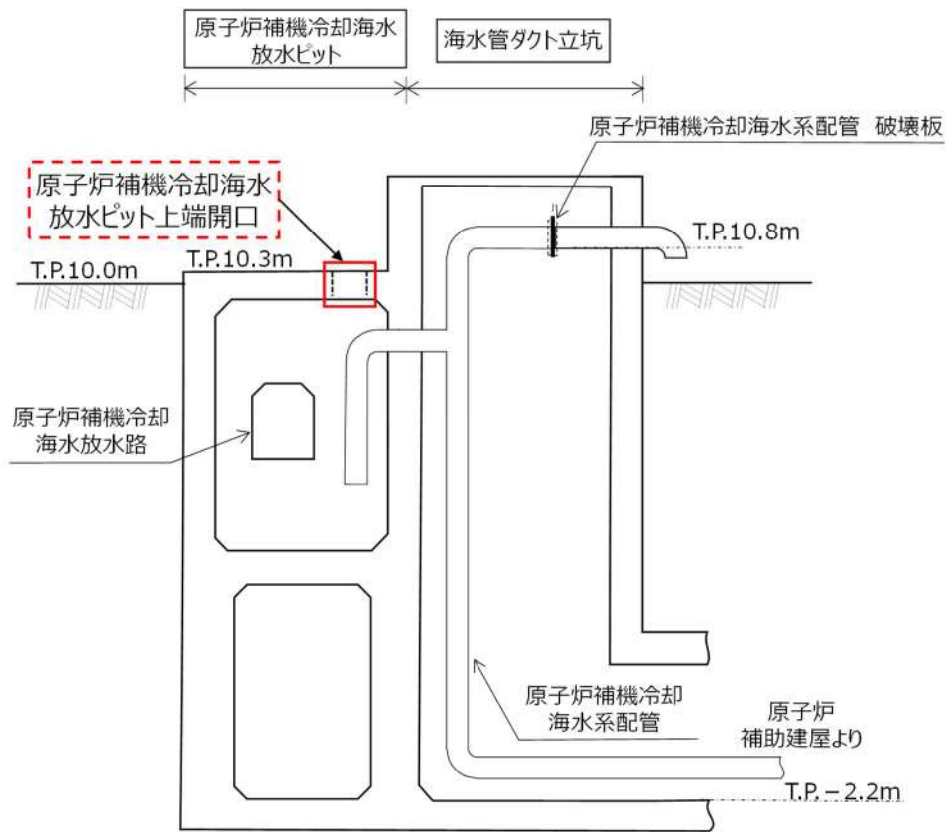 原子炉補機冷却海水
放水ピット
海水管ダクト立坑
原子炉補機冷却海水系配管 破壊板
原子炉補機冷却海水
放水ピット上端開口
T.P.10.8m
T.P.10.3m
T.P.10.0m
原子炉補機冷却
海水放水路
原子炉補機冷却
海水系配管
原子炉
補助建屋より
T.P.－2.2m